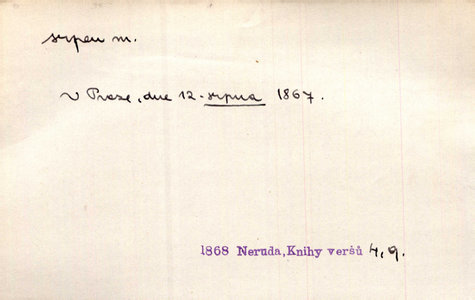 srpen m.
V Praze, dne 12. srpna 1867.
1868 Neruda,Knihy veršů 4,9.